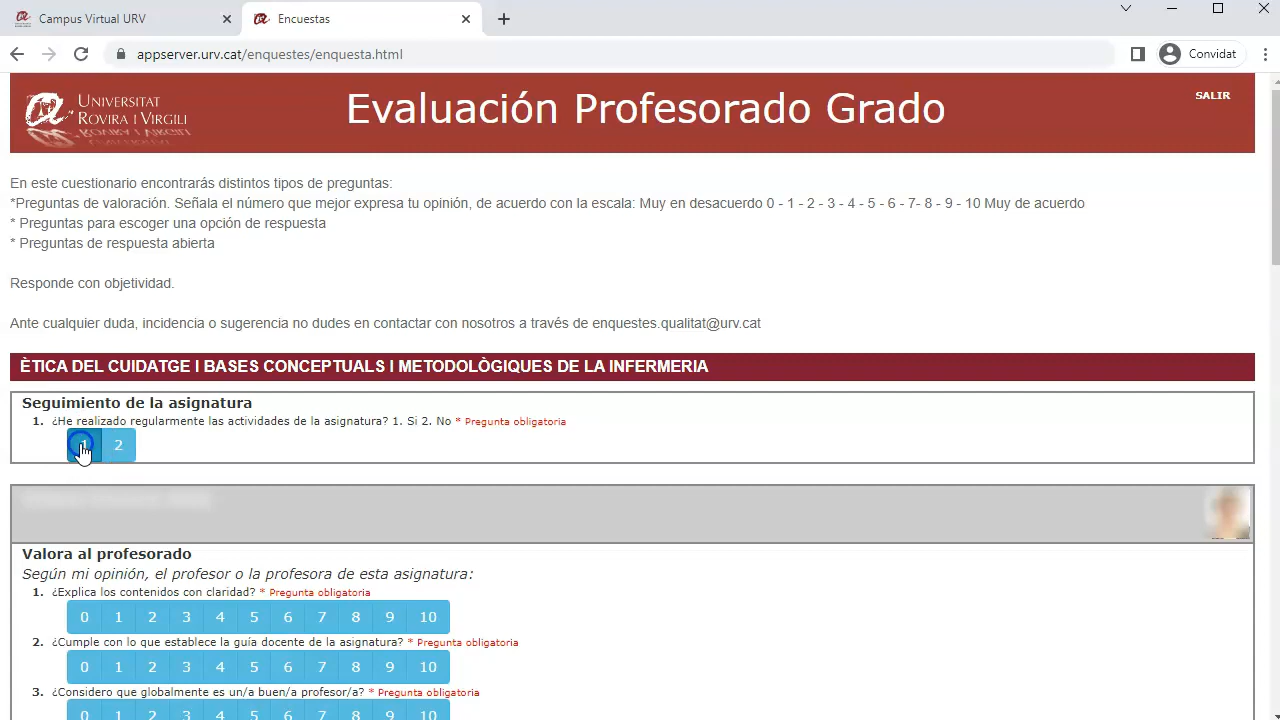 Campus Virtual URV
Encuestas
appserver.urv.cat/enquestes/enquesta.html
Convidat
UNIVERSITAT
ROVIRA I VIRGILI
Evaluación Profesorado Grado
SALIR
En este cuestionario encontrarás distintos tipos de preguntas:
*Preguntas de valoración. Señala el número que mejor expresa tu opinión, de acuerdo con la escala: Muy en desacuerdo 0 - 1 - 2 - 3 - 4 - 5 - 6 - 7- 8 - 9 - 10 Muy de acuerdo
* Preguntas para escoger una opción de respuesta
* Preguntas de respuesta abierta
Responde con objetividad.
Ante cualquier duda, incidencia o sugerencia no dudes en contactar con nosotros a través de enquestes.qualitat@urv.cat
ÈTICA DEL CUIDATGE I BASES CONCEPTUALS I METODOLÒGIQUES DE LA INFERMERIA
Seguimiento de la asignatura
1. ¿He realizado regularmente las actividades de la asignatura? 1. Si 2. No * Pregunta obligatoria
1 2
Valora al profesorado
Según mi opinión, el profesor o la profesora de esta asignatura:
1. ¿Explica los contenidos con claridad? * Pregunta obligatoria
0 1 2 3 4 5 6 7 8 9 10
2. ¿Cumple con lo que establece la guía docente de la asignatura? * Pregunta obligatoria
0 1 2 3 4 5 6 7 8 9 10
3. ¿Considero que globalmente es un/a buen/a profesor/a? * Pregunta obligatoria
0 1 2 3 4 5 6 7 8 9 10